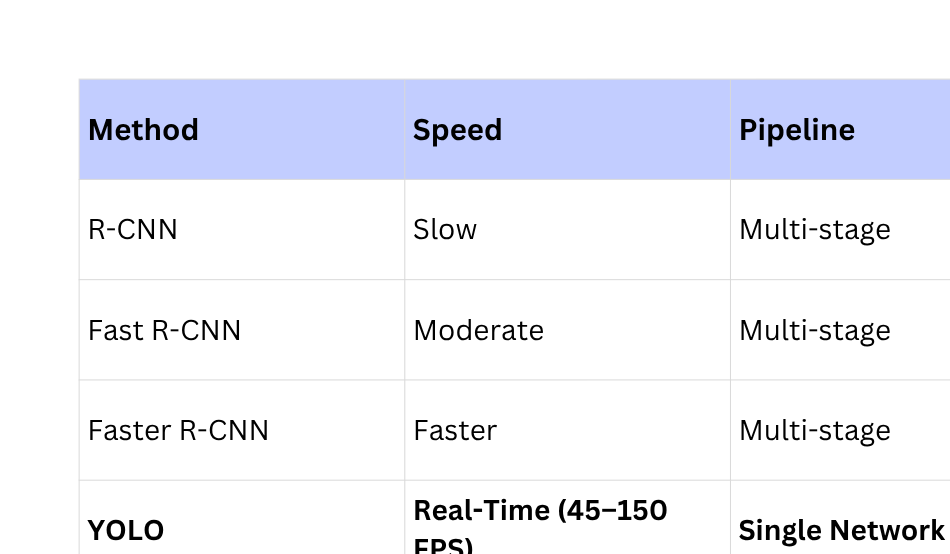 Method Speed Pipeline
R-CNN Slow Multi-stage
Fast R-CNN Moderate Multi-stage
Faster R-CNN Faster Multi-stage
YOLO Real-Time (45–150 FPS) Single Network